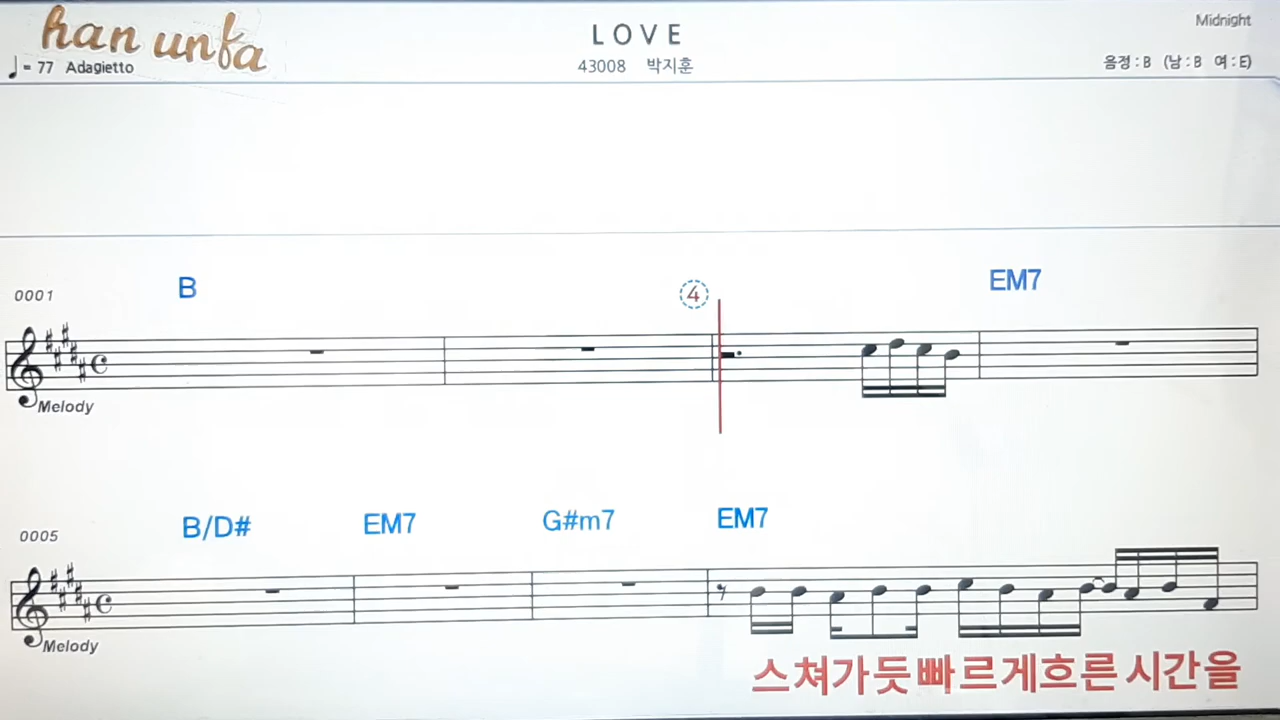 han unfa
LOVE
Midnight
♩= 77 Adagietto
43008 박지훈
음정 : B (남 : B 여 : E)
0001
B
4
EM7
Melody
0005
B/D# EM7 G#m7 EM7
Melody
스쳐가듯빠르게흐른시간을